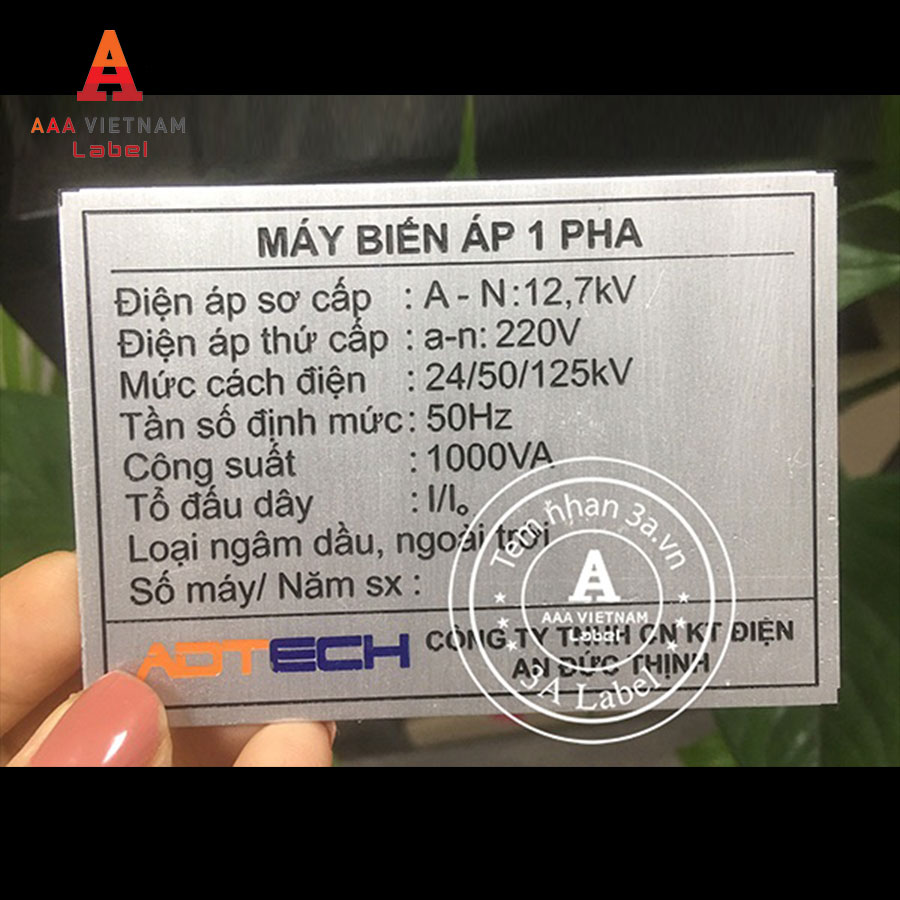 A
AAA VIETNAM
Label
MÁY BIẾN ÁP 1 PHA
Điện áp sơ cấp : A - N:12,7kV
Điện áp thứ cấp : a-n: 220V
Mức cách điện : 24/50/125kV
Tần số định mức: 50Hz
Công suất : 1000VA
Tổ đấu dây : I/I₀
Loại ngâm dầu, ngoài trời
Số máy/ Năm sx :
ADTECH
CÔNG TY TNHH CN KT ĐIỆN
AN ĐỨC THỊNH
Tem nhan 3a.vn
A
AAA VIETNAM
Label
3A Label